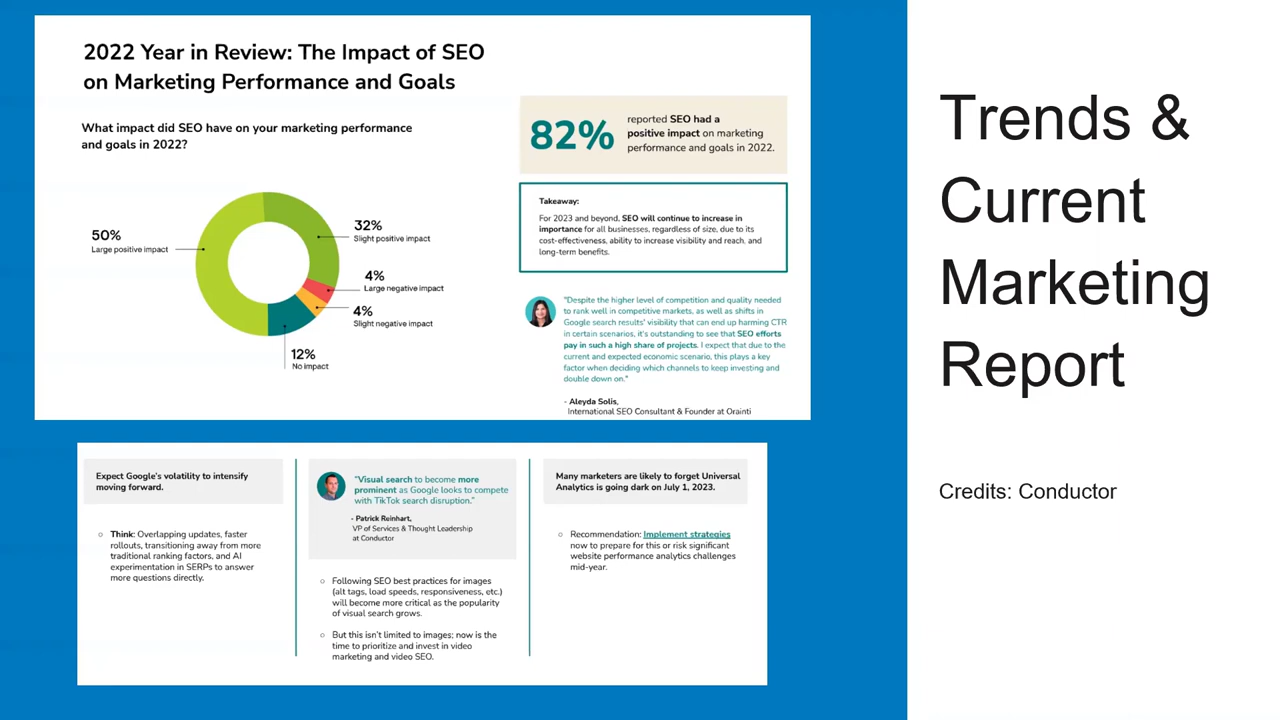 2022 Year in Review: The Impact of SEO
on Marketing Performance and Goals
What impact did SEO have on your marketing performance
and goals in 2022?
50%
Large positive impact
32%
Slight positive impact
4%
Large negative impact
4%
Slight negative impact
12%
No impact
82%
reported SEO had a
positive impact on marketing
performance and goals in 2022.
Takeaway:
For 2023 and beyond, SEO will continue to increase in
importance for all businesses, regardless of size, due to its
cost-effectiveness, ability to increase visibility and reach, and
long-term benefits.
"Despite the higher level of competition and quality needed
to rank well in competitive markets, as well as shifts in
Google search results' visibility that can end up harming CTR
in certain scenarios, it's outstanding to see that SEO efforts
pay in such a high share of projects. I expect that due to the
current and expected economic scenario, this plays a key
factor when deciding which channels to keep investing and
double down on."
- Aleyda Solis,
International SEO Consultant & Founder at Orainti
Expect Google's volatility to intensify
moving forward.
○ Think: Overlapping updates, faster
rollouts, transitioning away from more
traditional ranking factors, and AI
experimentation in SERPs to answer
more questions directly.
"Visual search to become more
prominent as Google looks to compete
with TikTok search disruption."
- Patrick Reinhart,
VP of Services & Thought Leadership
at Conductor
○ Following SEO best practices for images
(alt tags, load speeds, responsiveness, etc.)
will become more critical as the popularity
of visual search grows.
○ But this isn't limited to images; now is the
time to prioritize and invest in video
marketing and video SEO.
Many marketers are likely to forget Universal
Analytics is going dark on July 1, 2023.
○ Recommendation: Implement strategies
now to prepare for this or risk significant
website performance analytics challenges
mid-year.
Trends &
Current
Marketing
Report
Credits: Conductor